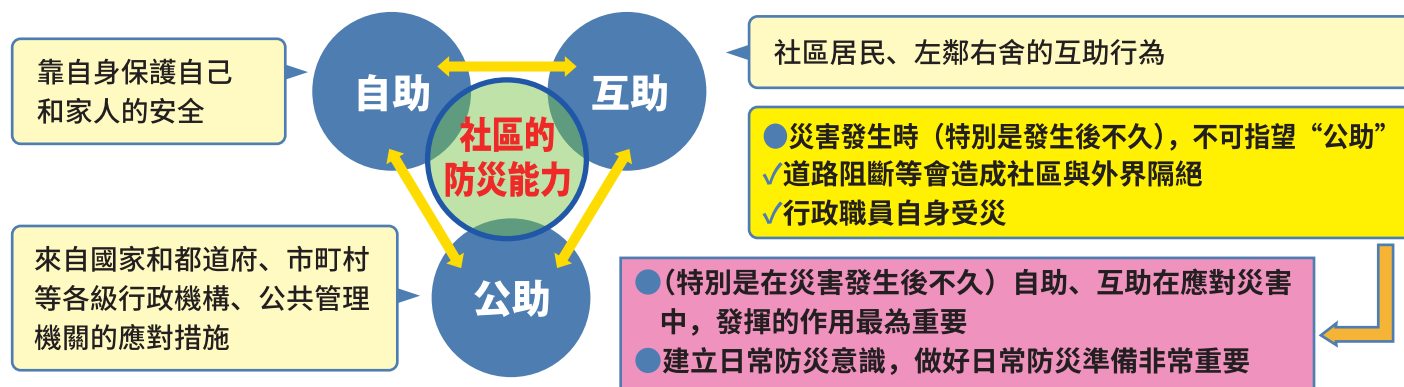 靠自身保護自己
和家人的安全
自助
互助
社區居民、左鄰右舍的互助行為
社區的
防災能力
●災害發生時（特別是發生後不久），不可指望“公助”
✓道路阻斷等會造成社區與外界隔絕
✓行政職員自身受災
來自國家和都道府、市町村
等各級行政機構、公共管理
機關的應對措施
公助
●（特別是在災害發生後不久）自助、互助在應對災害
中，發揮的作用最為重要
●建立日常防災意識，做好日常防災準備非常重要